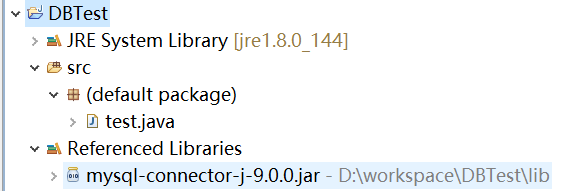 DBTest
JRE System Library [jre1.8.0_144]
src
(default package)
test.java
Referenced Libraries
mysql-connector-j-9.0.0.jar - D:\workspace\DBTest\lib